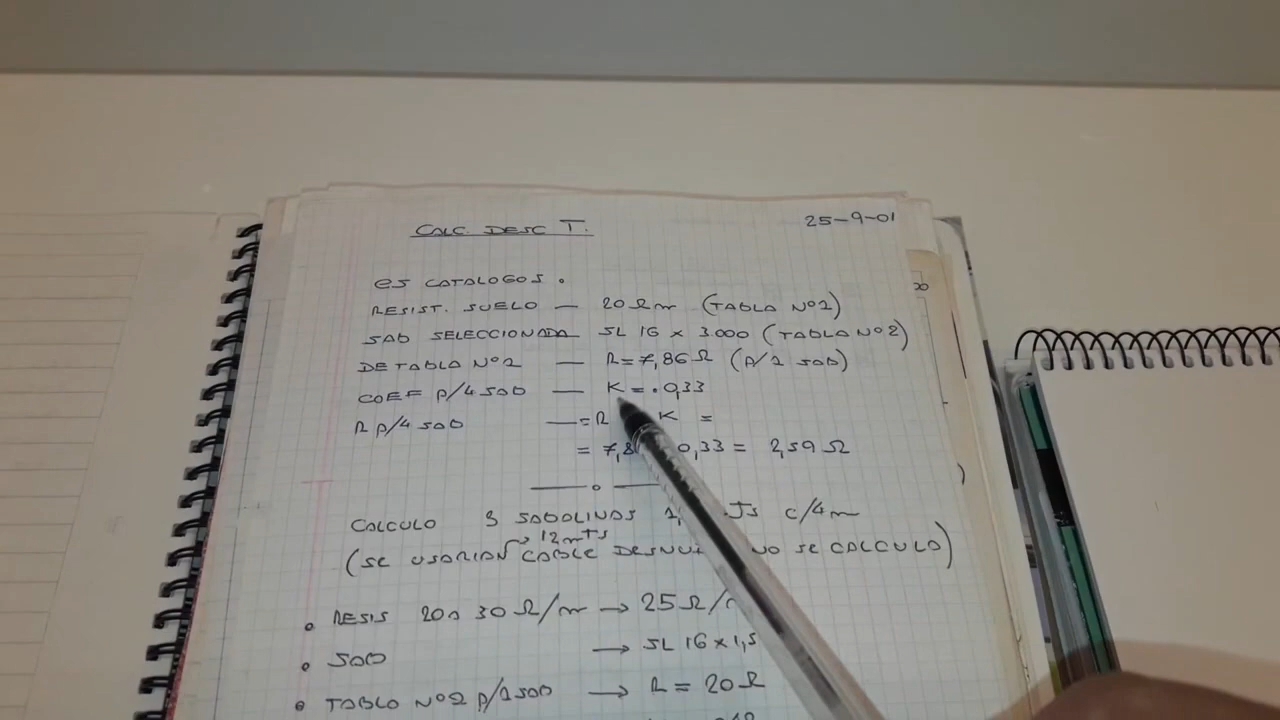 CALC. DESC T.
25-9-01
es CATALOGOS.
RESIST. SUELO — 20 Ωm (TABLA Nº1)
JAB SELECCIONADA SL 16 x 3.000 (TABLA Nº2)
DE TABLA Nº2 — R=7,86 Ω (P/1 JAB)
COEF P/4 JAB — K = .0,33
R P/4 JAB — = R K =
= 7,8 0,33 = 2,59 Ω
CALCULO 3 JABALINAS 1, c/4m
12 mts
(SE USARIAN CABLE NO SE CALCULO)
RESIS 20 A 30 Ω/m → 25 Ω/
JAB → SL 16 x 1,5
TABLA Nº2 P/1 JAB → R = 20 Ω